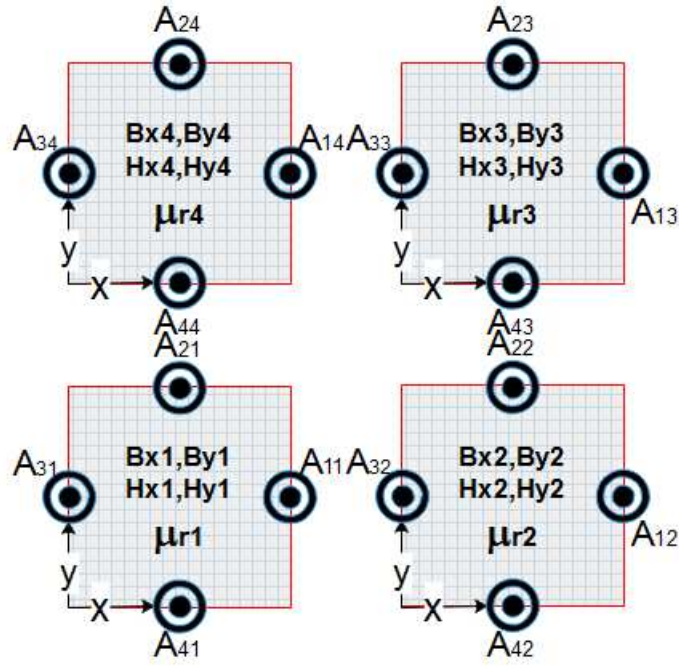 A24 A23
Bx4,By4 Bx3,By3
A34 Hx4,Hy4 A14 A33 Hx3,Hy3
μr4 μr3 A13
y y
x x
A44 A43
A21 A22
Bx1,By1 Bx2,By2
A31 Hx1,Hy1 A11 A32 Hx2,Hy2
μr1 μr2 A12
y y
x x
A41 A42